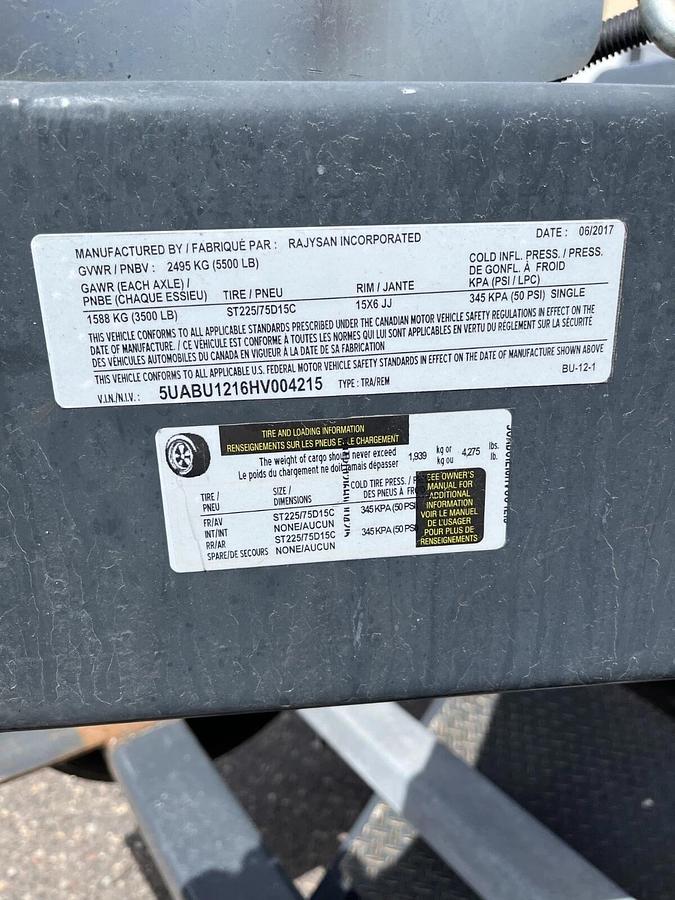 MANUFACTURED BY / FABRIQUÉ PAR : RAJYSAN INCORPORATED DATE : 06/2017
GVWR / PNBV : 2495 KG (5500 LB)
GAWR (EACH AXLE) / PNBE (CHAQUE ESSIEU) TIRE / PNEU RIM / JANTE COLD INFL. PRESS. / PRESS. DE GONFL. À FROID KPA (PSI / LPC)
1588 KG (3500 LB) ST225/75D15C 15X6 JJ 345 KPA (50 PSI) SINGLE
THIS VEHICLE CONFORMS TO ALL APPLICABLE STANDARDS PRESCRIBED UNDER THE CANADIAN MOTOR VEHICLE SAFETY REGULATIONS IN EFFECT ON THE
DATE OF MANUFACTURE. / CE VÉHICULE EST CONFORME À TOUTES LES NORMES QUI LUI SONT APPLICABLES EN VERTU DU RÈGLEMENT SUR LA SÉCURITÉ
DES VÉHICULES AUTOMOBILES DU CANADA EN VIGUEUR À LA DATE DE SA FABRICATION
THIS VEHICLE CONFORMS TO ALL APPLICABLE U.S. FEDERAL MOTOR VEHICLE SAFETY STANDARDS IN EFFECT ON THE DATE OF MANUFACTURE SHOWN ABOVE
V.I.N./N.I.V. : 5UABU1216HV004215 TYPE : TRA/REM BU-12-1
TIRE AND LOADING INFORMATION
RENSEIGNEMENTS SUR LES PNEUS ET LE CHARGEMENT
The weight of cargo should never exceed 1,939 kg or 4,275 lbs.
Le poids du chargement ne doit jamais dépasser kg ou lb.
TIRE / PNEU SIZE / DIMENSIONS COLD TIRE PRESS. / DES PNEUS À
FR/AV ST225/75D15C 345 KPA (50 PSI
INT/INT NONE/AUCUN
RR/AR ST225/75D15C 345 KPA (50 PSI
SPARE/DE SECOURS NONE/AUCUN
SEE OWNER'S
MANUAL FOR
ADDITIONAL
INFORMATION
VOIR LE MANUEL
DE L'USAGER
POUR PLUS DE
RENSEIGNEMENTS